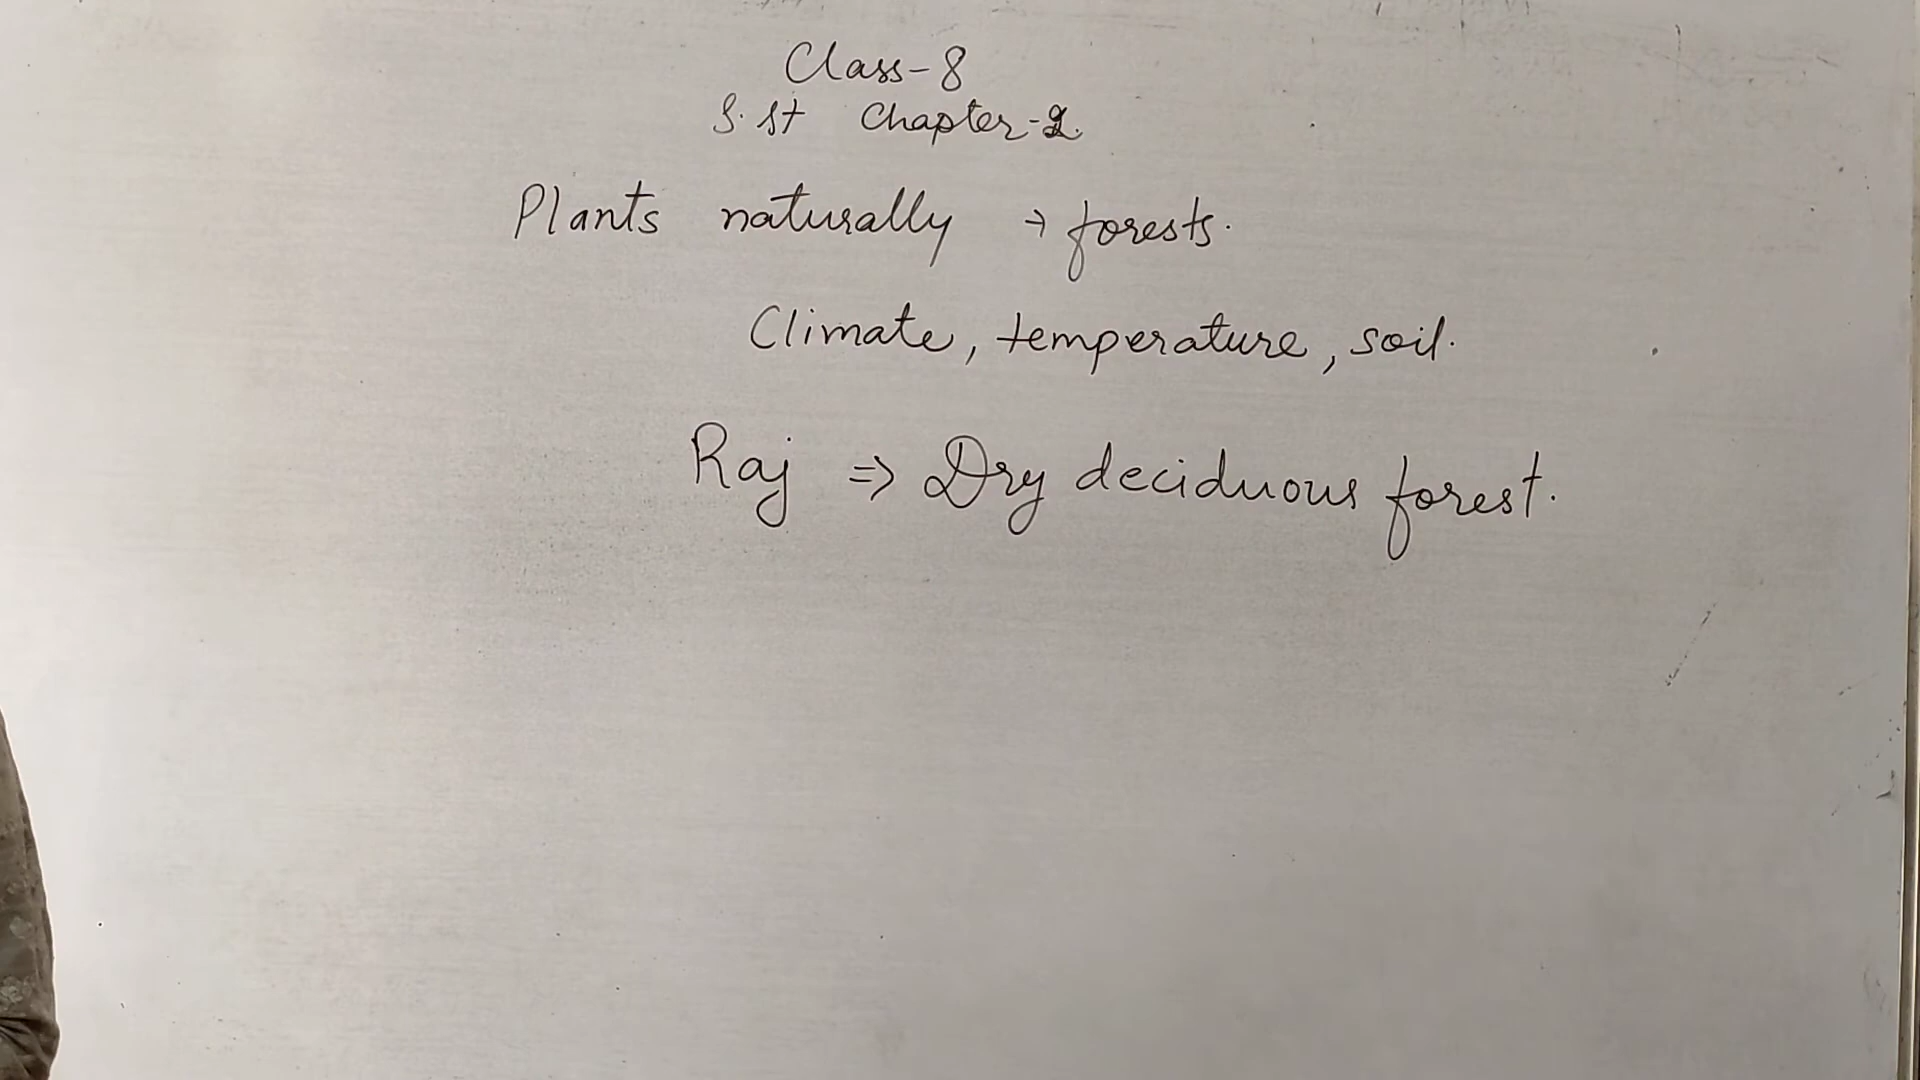 Class-8
S.St Chapter-2.
Plants naturally → forests.
Climate, temperature, soil.
Raj ⇒ Dry deciduous forest.